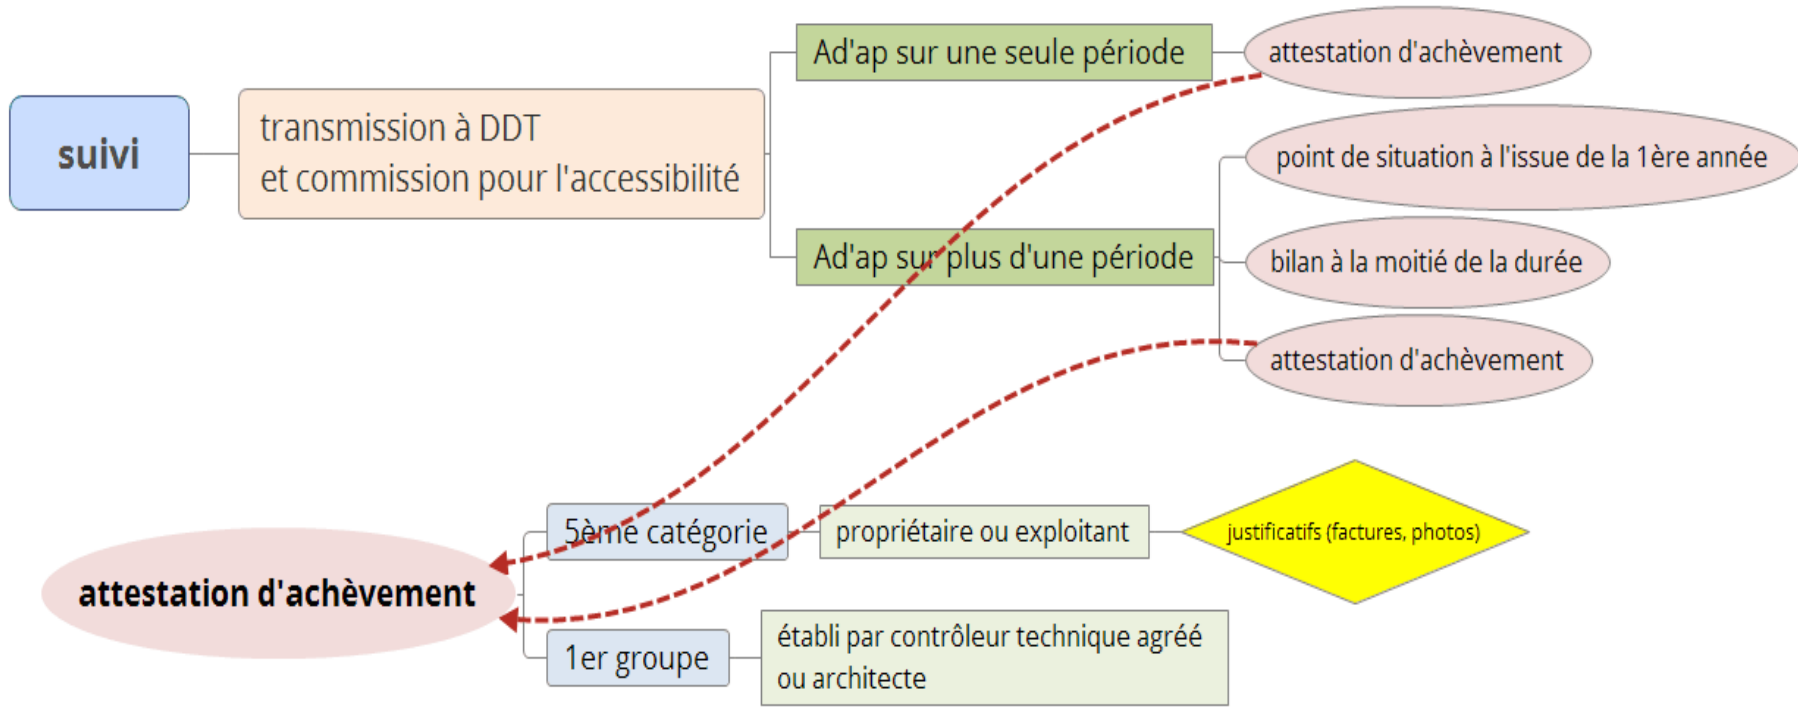 suivi
transmission à DDT
et commission pour l'accessibilité
Ad'ap sur une seule période
attestation d'achèvement
Ad'ap sur plus d'une période
point de situation à l'issue de la 1ère année
bilan à la moitié de la durée
attestation d'achèvement
attestation d'achèvement
5ème catégorie
propriétaire ou exploitant
justificatifs (factures, photos)
1er groupe
établi par contrôleur technique agréé
ou architecte